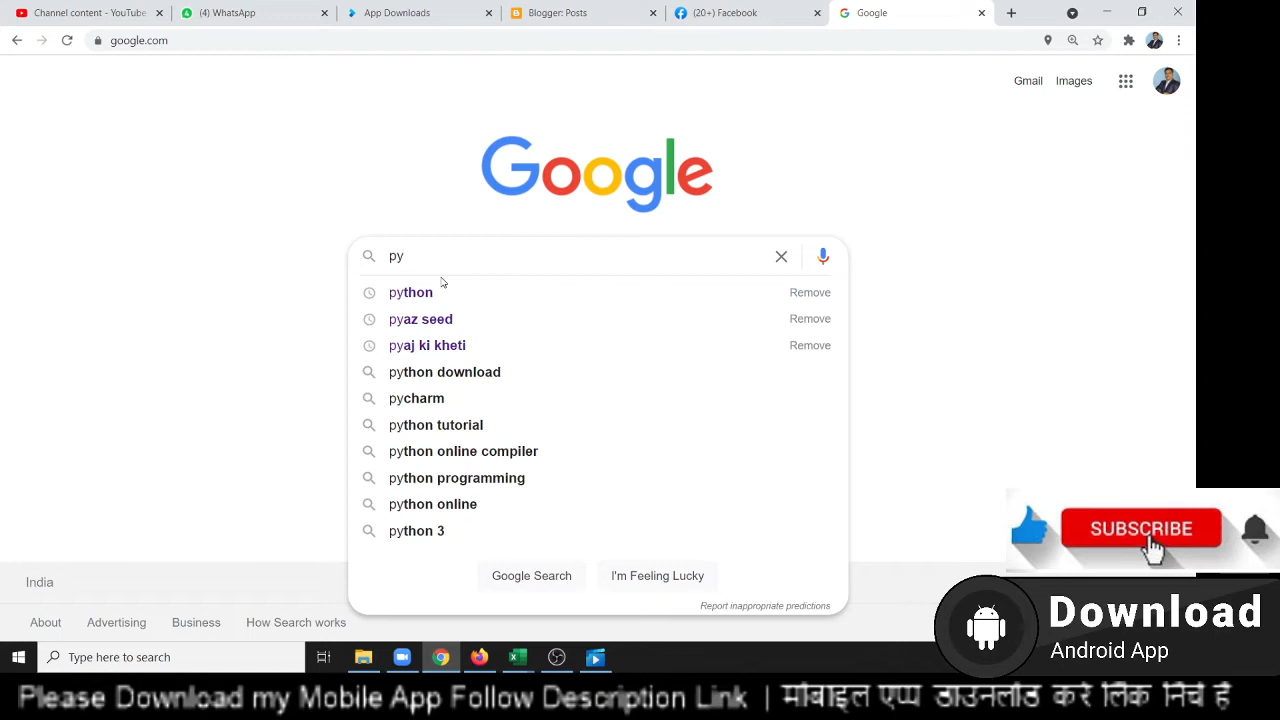 Channel content - YouTube
(4) WhatsApp
App Downloads
Blogger: Posts
(20+) Facebook
Google
google.com
Gmail
Images
Google
py
python
Remove
pyaz seed
Remove
pyaj ki kheti
Remove
python download
pycharm
python tutorial
python online compiler
python programming
python online
python 3
Google Search
I'm Feeling Lucky
Report inappropriate predictions
SUBSCRIBE
India
About
Advertising
Business
How Search works
Download
Android App
Type here to search
Please Download my Mobile App Follow Description Link | मोबाइल एप्प डाउनलोड करे लिंक निचे है